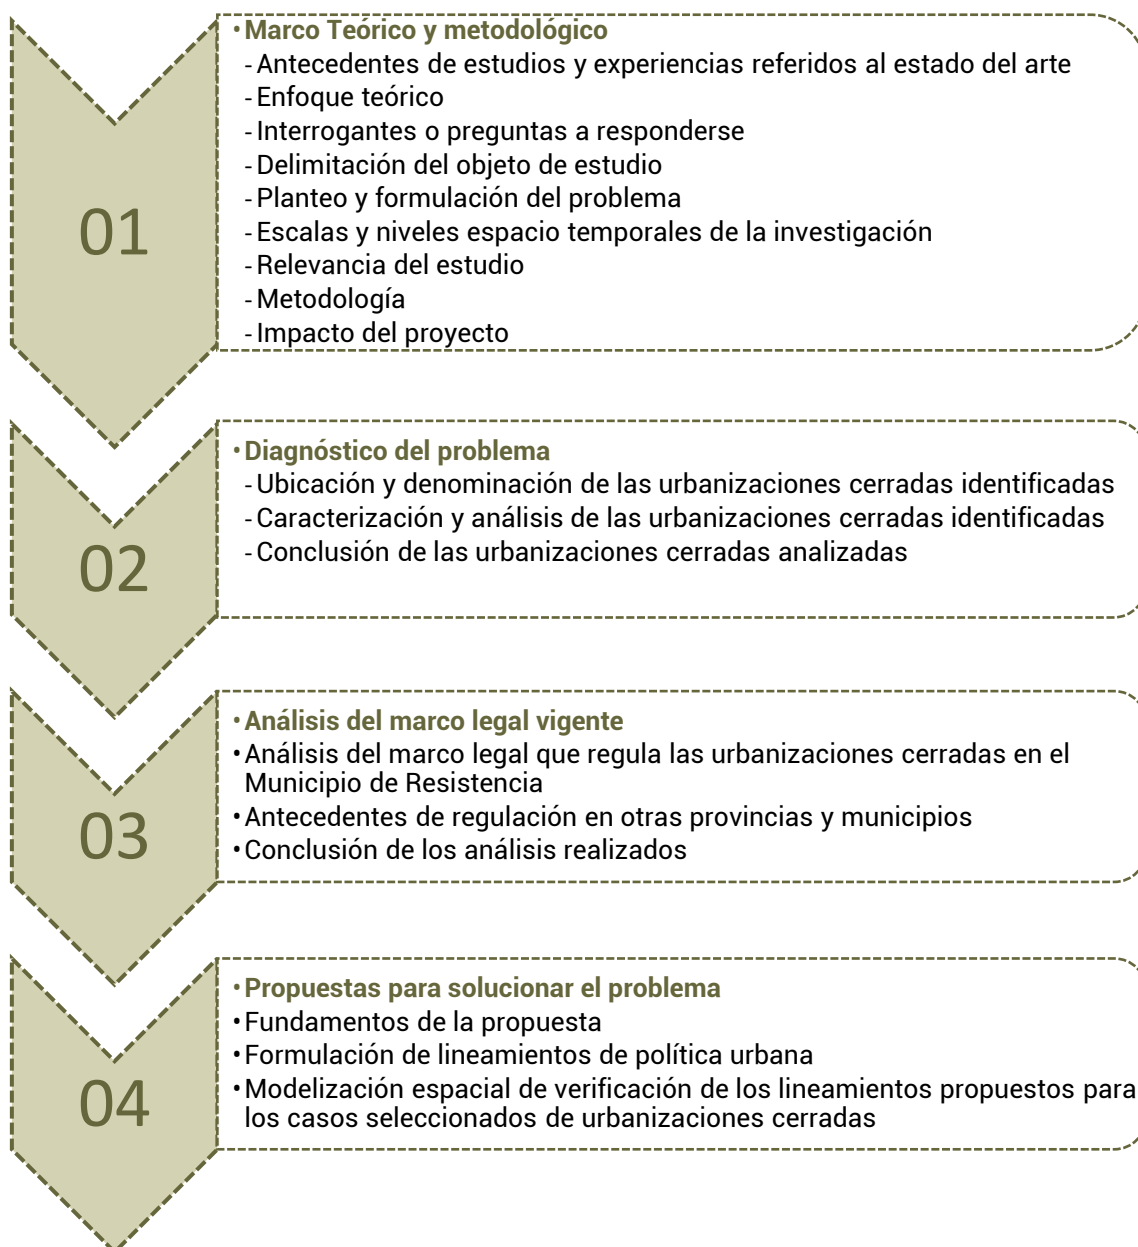 01
•Marco Teórico y metodológico
-Antecedentes de estudios y experiencias referidos al estado del arte
-Enfoque teórico
-Interrogantes o preguntas a responderse
-Delimitación del objeto de estudio
-Planteo y formulación del problema
-Escalas y niveles espacio temporales de la investigación
-Relevancia del estudio
-Metodología
-Impacto del proyecto
02
•Diagnóstico del problema
-Ubicación y denominación de las urbanizaciones cerradas identificadas
-Caracterización y análisis de las urbanizaciones cerradas identificadas
-Conclusión de las urbanizaciones cerradas analizadas
03
•Análisis del marco legal vigente
•Análisis del marco legal que regula las urbanizaciones cerradas en el
Municipio de Resistencia
•Antecedentes de regulación en otras provincias y municipios
•Conclusión de los análisis realizados
04
•Propuestas para solucionar el problema
•Fundamentos de la propuesta
•Formulación de lineamientos de política urbana
•Modelización espacial de verificación de los lineamientos propuestos para
los casos seleccionados de urbanizaciones cerradas